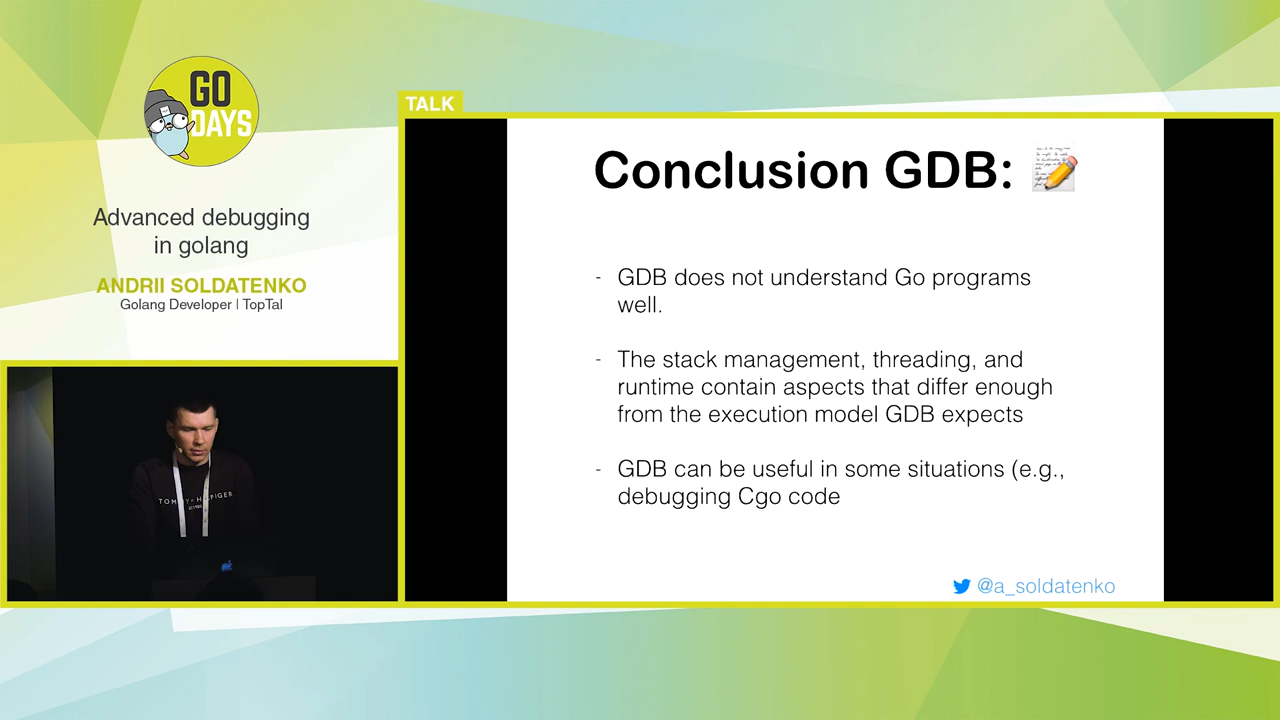 GO
DAYS
Advanced debugging
in golang
ANDRII SOLDATENKO
Golang Developer | TopTal
TALK
Conclusion GDB:
- GDB does not understand Go programs
well.
- The stack management, threading, and
runtime contain aspects that differ enough
from the execution model GDB expects
- GDB can be useful in some situations (e.g.,
debugging Cgo code
@a_soldatenko